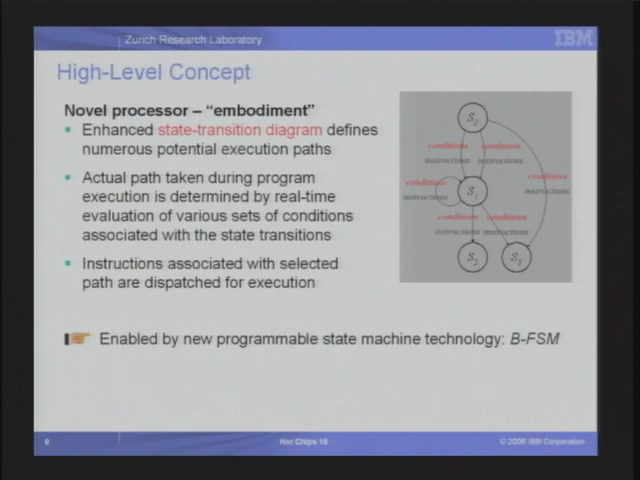 Zurich Research Laboratory
IBM
High-Level Concept
Novel processor – “embodiment”
Enhanced state-transition diagram defines
numerous potential execution paths
Actual path taken during program
execution is determined by real-time
evaluation of various sets of conditions
associated with the state transitions
Instructions associated with selected
path are dispatched for execution
S0
conditions conditions
instructions instructions
conditions
instructions
conditions
instructions
S1
conditions conditions
instructions instructions
S2
Enabled by new programmable state machine technology: B-FSM
9
Hot Chips 18
© 2006 IBM Corporation